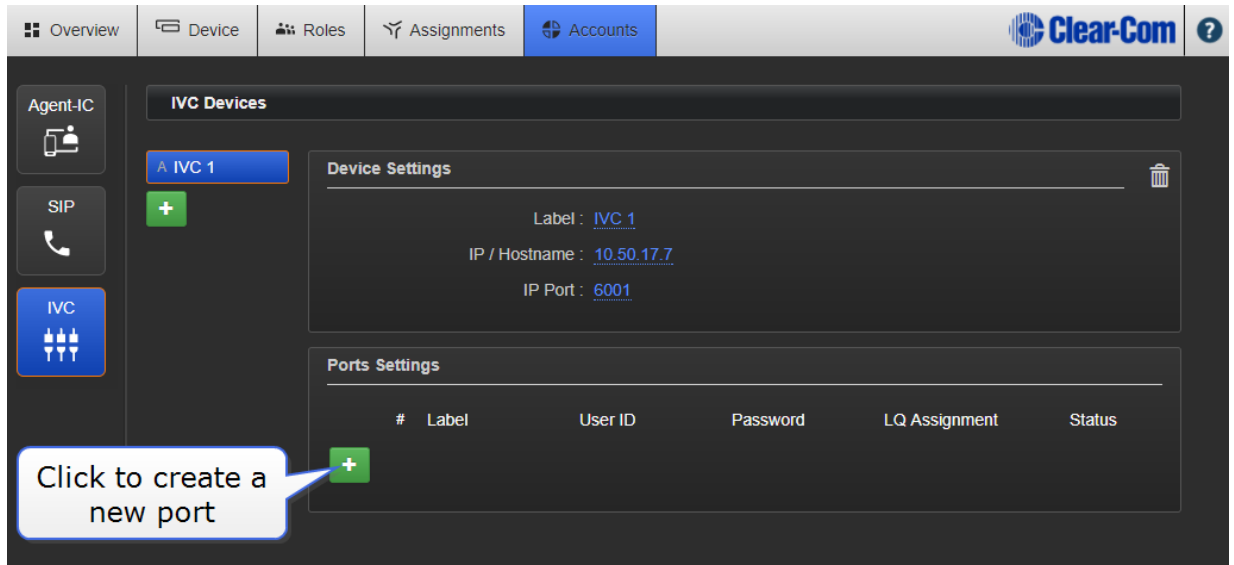 Overview Device Roles Assignments Accounts Clear-Com ?
Agent-IC
IVC Devices
A IVC 1
Device Settings
SIP
Label : IVC 1
IP / Hostname : 10.50.17.7
IP Port : 6001
IVC
Ports Settings
# Label User ID Password LQ Assignment Status
Click to create a
new port